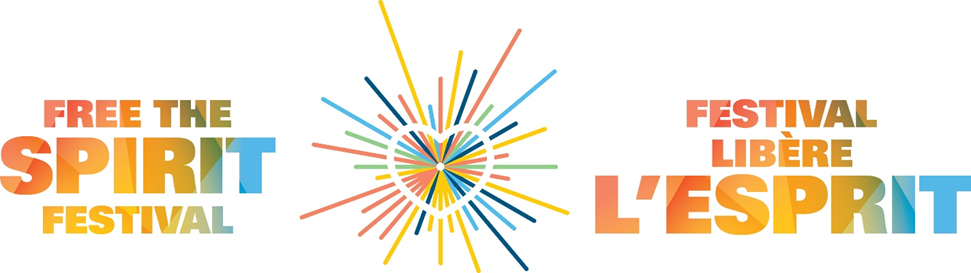 FREE THE
SPIRIT
FESTIVAL
FESTIVAL
LIBÈRE
L'ESPRIT